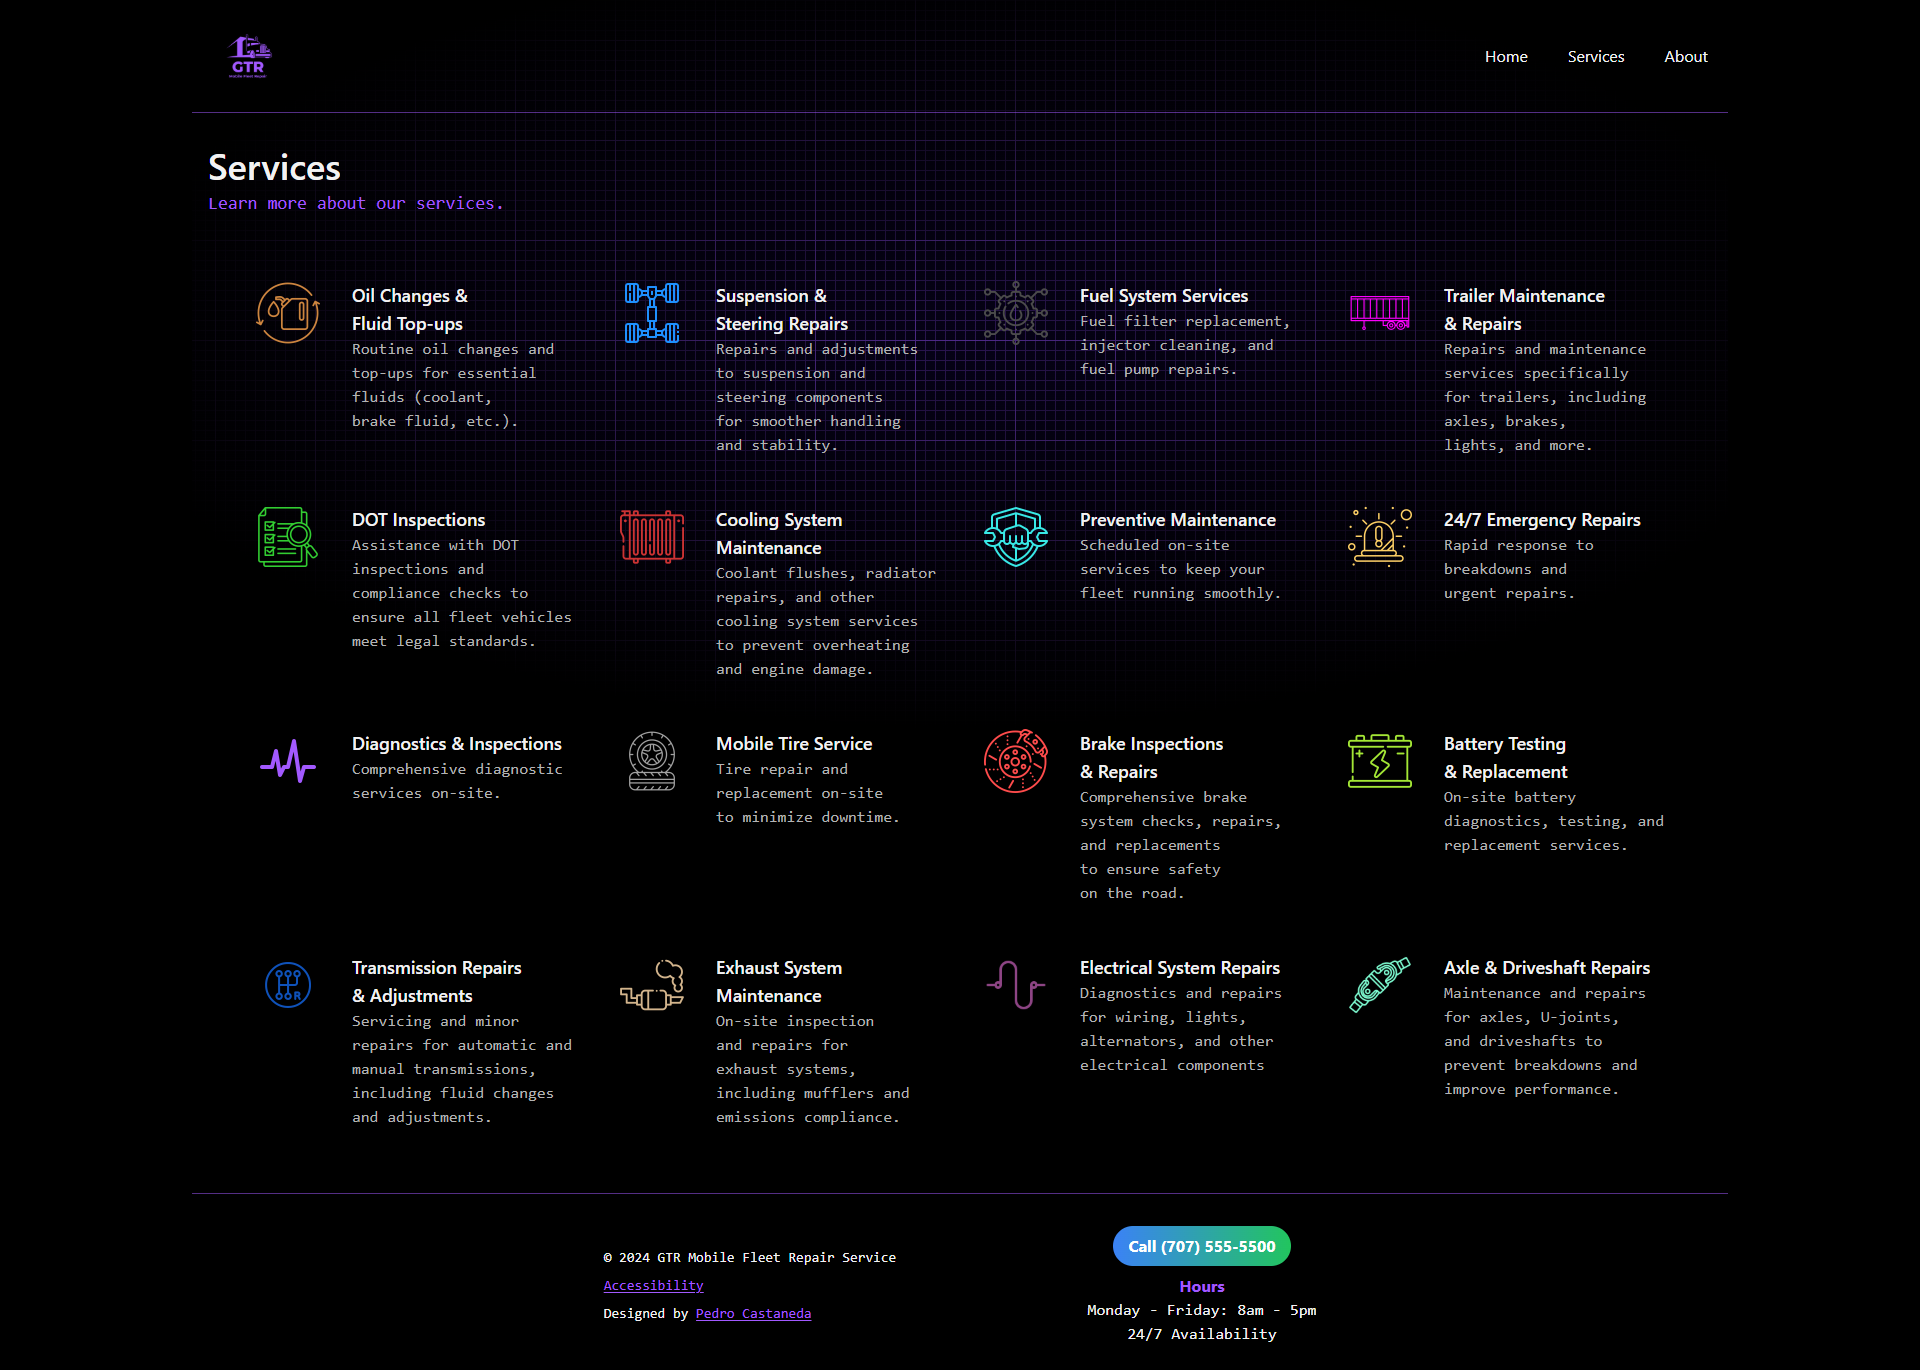 GTR
Home
Services
About
Services
Learn more about our services.
Oil Changes &
Fluid Top-ups
Routine oil changes and
top-ups for essential
fluids (coolant,
brake fluid, etc.).
Suspension &
Steering Repairs
Repairs and adjustments
to suspension and
steering components
for smoother handling
and stability.
Fuel System Services
Fuel filter replacement,
injector cleaning, and
fuel pump repairs.
Trailer Maintenance
& Repairs
Repairs and maintenance
services specifically
for trailers, including
axles, brakes,
lights, and more.
DOT Inspections
Assistance with DOT
inspections and
compliance checks to
ensure all fleet vehicles
meet legal standards.
Cooling System
Maintenance
Coolant flushes, radiator
repairs, and other
cooling system services
to prevent overheating
and engine damage.
Preventive Maintenance
Scheduled on-site
services to keep your
fleet running smoothly.
24/7 Emergency Repairs
Rapid response to
breakdowns and
urgent repairs.
Diagnostics & Inspections
Comprehensive diagnostic
services on-site.
Mobile Tire Service
Tire repair and
replacement on-site
to minimize downtime.
Brake Inspections
& Repairs
Comprehensive brake
system checks, repairs,
and replacements
to ensure safety
on the road.
Battery Testing
& Replacement
On-site battery
diagnostics, testing, and
replacement services.
R
Transmission Repairs
& Adjustments
Servicing and minor
repairs for automatic and
manual transmissions,
including fluid changes
and adjustments.
Exhaust System
Maintenance
On-site inspection
and repairs for
exhaust systems,
including mufflers and
emissions compliance.
Electrical System Repairs
Diagnostics and repairs
for wiring, lights,
alternators, and other
electrical components
Axle & Driveshaft Repairs
Maintenance and repairs
for axles, U-joints,
and driveshafts to
prevent breakdowns and
improve performance.
© 2024 GTR Mobile Fleet Repair Service
Accessibility
Designed by Pedro Castaneda
Call (707) 555-5500
Hours
Monday - Friday: 8am - 5pm
24/7 Availability